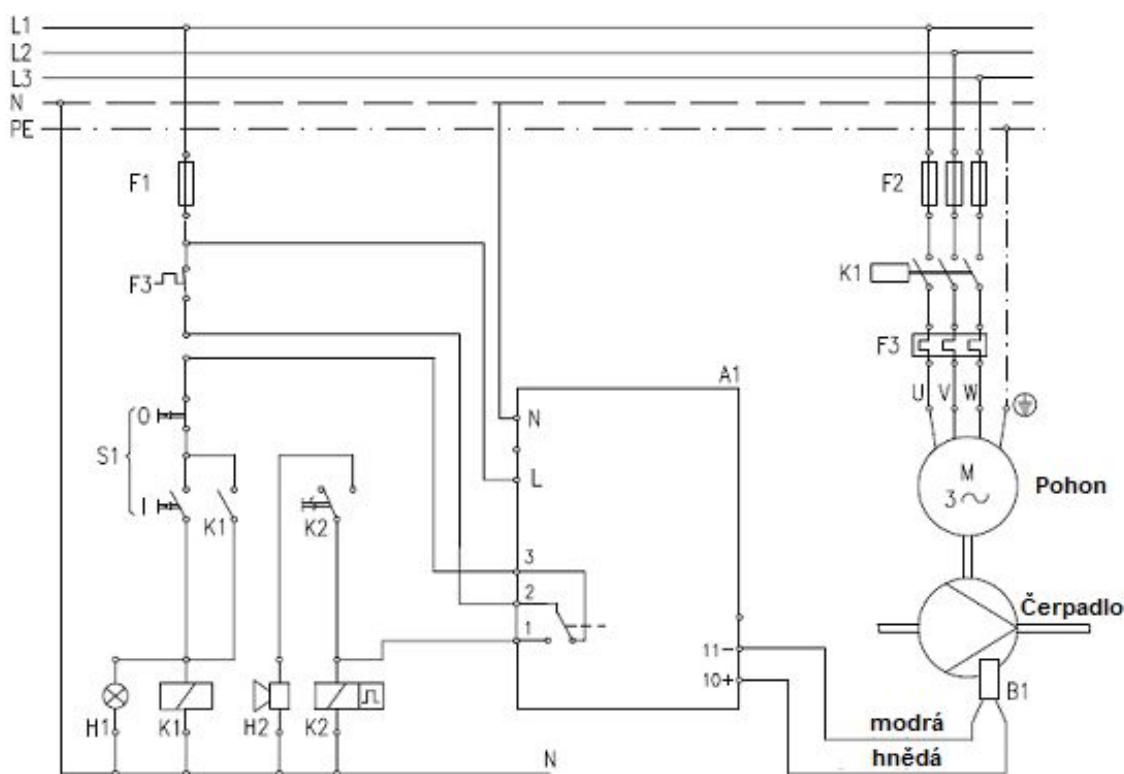 L1
L2
L3
N
PE
F1
F2
F3
K1
F3
A1
U V W
N
O
S1
L
M
3 ~
Pohon
I
K1
K2
3
2
1
Čerpadlo
11-
10+
B1
H1
K1
H2
K2
modrá
N
hnědá